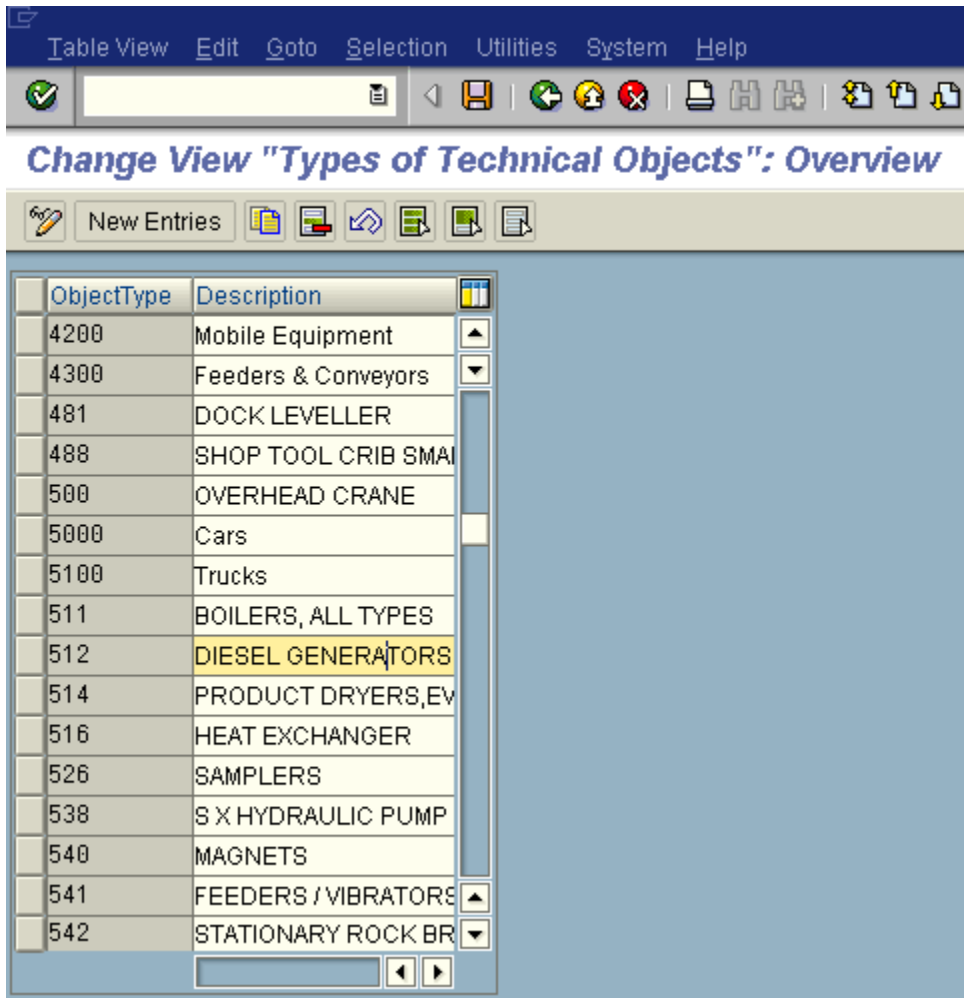 Table View Edit Goto Selection Utilities System Help
Change View "Types of Technical Objects": Overview
New Entries
ObjectType Description
4200 Mobile Equipment
4300 Feeders & Conveyors
481 DOCK LEVELLER
488 SHOP TOOL CRIB SMAL
500 OVERHEAD CRANE
5000 Cars
5100 Trucks
511 BOILERS, ALL TYPES
512 DIESEL GENERATORS
514 PRODUCT DRYERS,EV
516 HEAT EXCHANGER
526 SAMPLERS
538 S X HYDRAULIC PUMP
540 MAGNETS
541 FEEDERS / VIBRATORS
542 STATIONARY ROCK BR